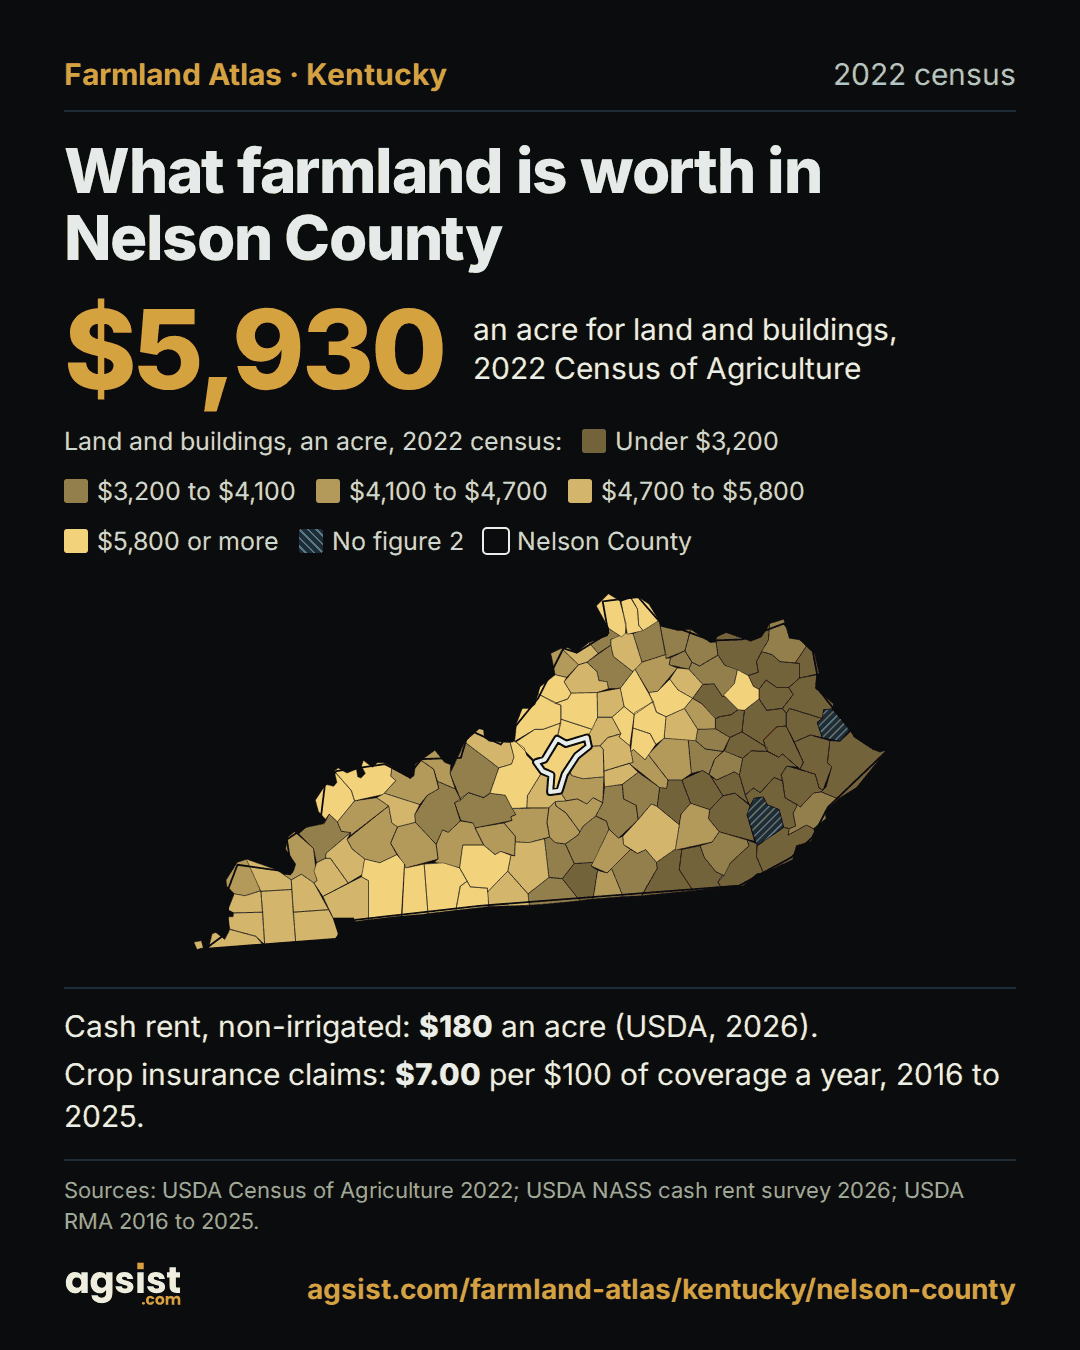 Farmland Atlas · Kentucky
2022 census
What farmland is worth in
Nelson County
$5,930
an acre for land and buildings,
2022 Census of Agriculture
Land and buildings, an acre, 2022 census: Under $3,200
$3,200 to $4,100 $4,100 to $4,700 $4,700 to $5,800
$5,800 or more No figure 2 Nelson County
Cash rent, non-irrigated: $180 an acre (USDA, 2026).
Crop insurance claims: $7.00 per $100 of coverage a year, 2016 to
2025.
Sources: USDA Census of Agriculture 2022; USDA NASS cash rent survey 2026; USDA
RMA 2016 to 2025.
agsist
.com
agsist.com/farmland-atlas/kentucky/nelson-county